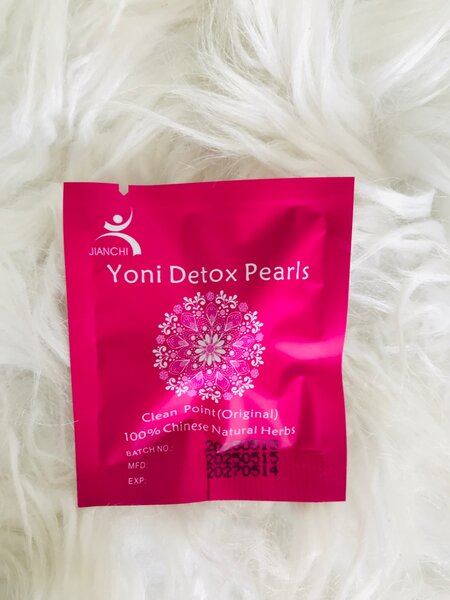 JIANCHI
Yoni Detox Pearls
Clean Point(Original)
100% Chinese Natural Herbs
BATCH NO.:
MFD: 20250515
EXP: 20270514